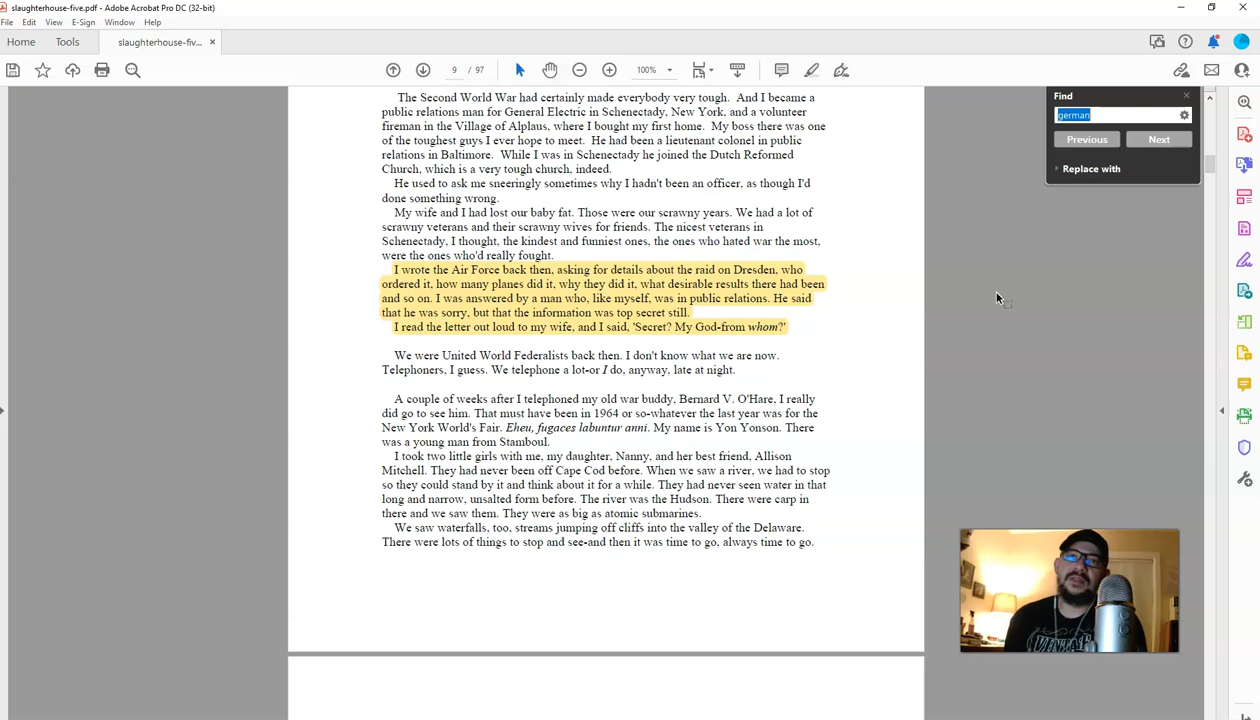 slaughterhouse-five.pdf - Adobe Acrobat Pro DC (32-bit)
File Edit View E-Sign Window Help
Home Tools slaughterhouse-fiv... ×
9 / 97 100%
The Second World War had certainly made everybody very tough. And I became a
public relations man for General Electric in Schenectady, New York, and a volunteer
fireman in the Village of Alplaus, where I bought my first home. My boss there was one
of the toughest guys I ever hope to meet. He had been a lieutenant colonel in public
relations in Baltimore. While I was in Schenectady he joined the Dutch Reformed
Church, which is a very tough church, indeed.
He used to ask me sneeringly sometimes why I hadn't been an officer, as though I'd
done something wrong.
My wife and I had lost our baby fat. Those were our scrawny years. We had a lot of
scrawny veterans and their scrawny wives for friends. The nicest veterans in
Schenectady, I thought, the kindest and funniest ones, the ones who hated war the most,
were the ones who'd really fought.
I wrote the Air Force back then, asking for details about the raid on Dresden, who
ordered it, how many planes did it, why they did it, what desirable results there had been
and so on. I was answered by a man who, like myself, was in public relations. He said
that he was sorry, but that the information was top secret still.
I read the letter out loud to my wife, and I said, 'Secret? My God-from whom?'
We were United World Federalists back then. I don't know what we are now.
Telephoners, I guess. We telephone a lot-or I do, anyway, late at night.
A couple of weeks after I telephoned my old war buddy, Bernard V. O'Hare, I really
did go to see him. That must have been in 1964 or so-whatever the last year was for the
New York World's Fair. Eheu, fugaces labuntur anni. My name is Yon Yonson. There
was a young man from Stamboul.
I took two little girls with me, my daughter, Nanny, and her best friend, Allison
Mitchell. They had never been off Cape Cod before. When we saw a river, we had to stop
so they could stand by it and think about it for a while. They had never seen water in that
long and narrow, unsalted form before. The river was the Hudson. There were carp in
there and we saw them. They were as big as atomic submarines.
We saw waterfalls, too, streams jumping off cliffs into the valley of the Delaware.
There were lots of things to stop and see-and then it was time to go, always time to go.
Find
german
Previous Next
Replace with